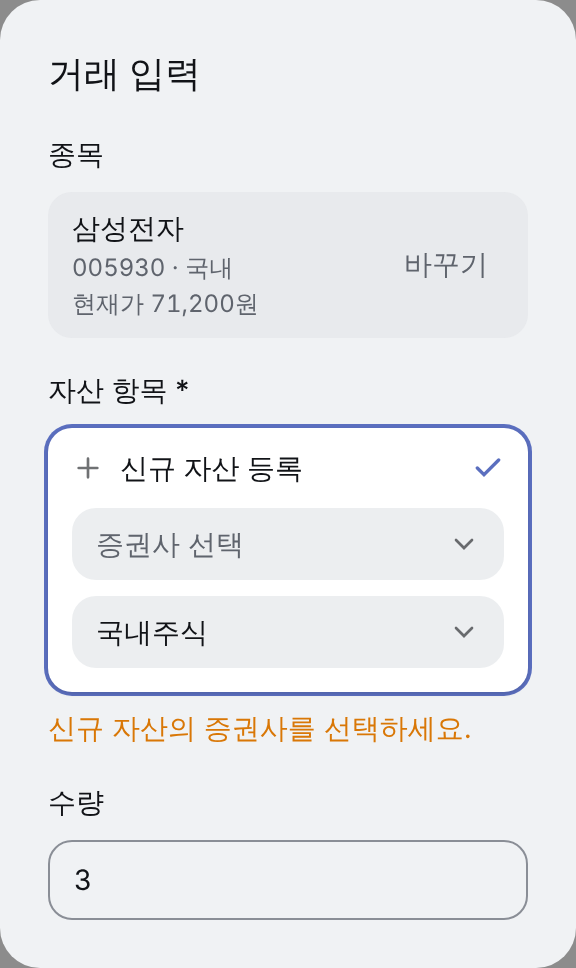 거래 입력
종목
삼성전자
005930 · 국내
현재가 71,200원
바꾸기
자산 항목 *
신규 자산 등록
증권사 선택
국내주식
신규 자산의 증권사를 선택하세요.
수량
3